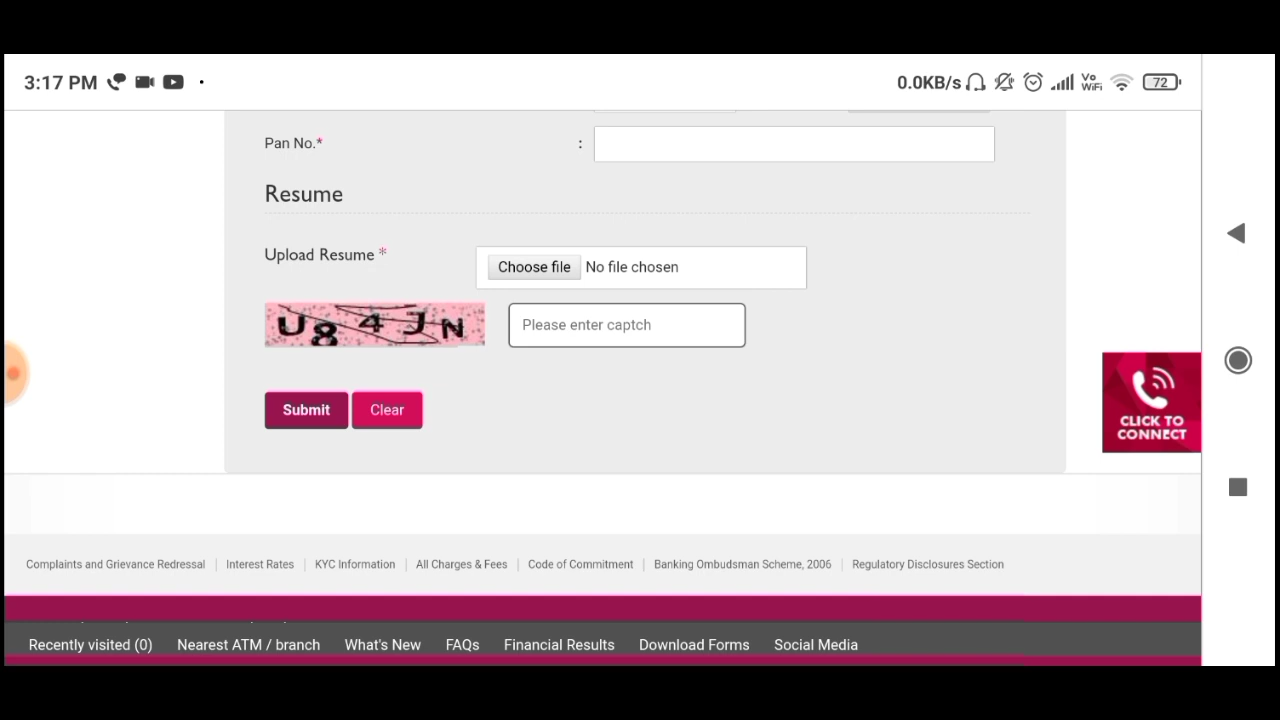 3:17 PM
0.0KB/s Vo WiFi 72
Pan No.* :
Resume
Upload Resume * Choose file No file chosen
U84JN Please enter captch
Submit Clear
CLICK TO
CONNECT
Complaints and Grievance Redressal Interest Rates KYC Information All Charges & Fees Code of Commitment Banking Ombudsman Scheme, 2006 Regulatory Disclosures Section
Recently visited (0) Nearest ATM / branch What's New FAQs Financial Results Download Forms Social Media